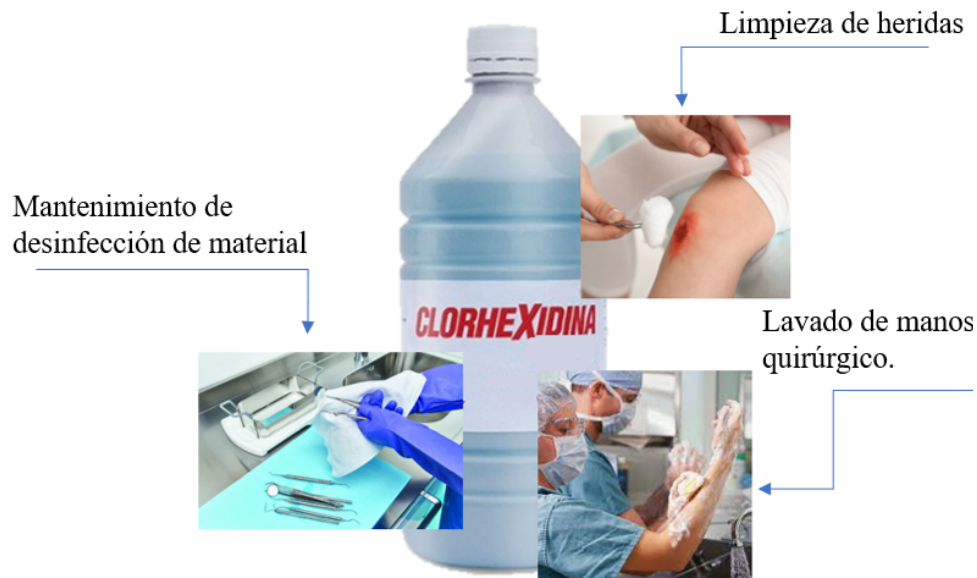 Limpieza de heridas
Mantenimiento de
desinfección de material
CLORHEXIDINA
Lavado de manos
quirúrgico.